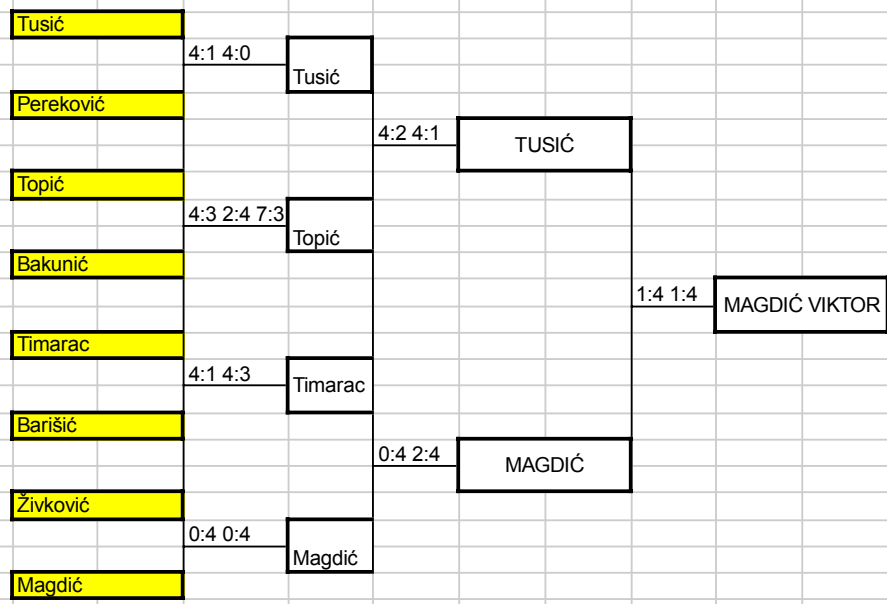 Tusić
4:1 4:0
Tusić
Pereković
4:2 4:1
TUSIĆ
Topić
4:3 2:4 7:3
Topić
Bakunić
1:4 1:4
MAGDIĆ VIKTOR
Timarac
4:1 4:3
Timarac
Barišić
0:4 2:4
MAGDIĆ
Živković
0:4 0:4
Magdić
Magdić